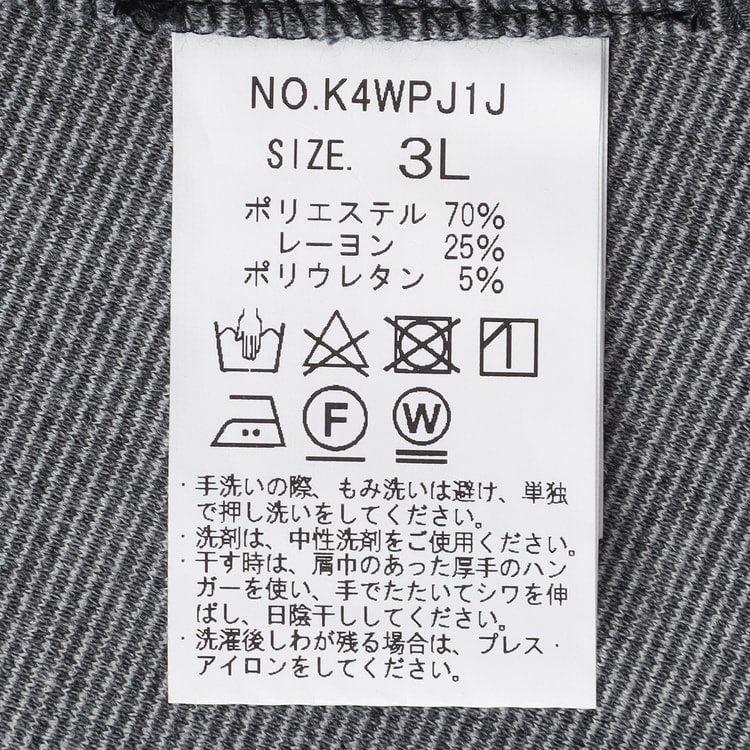 NO.K4WPJ1J
SIZE. 3L
ポリエステル 70%
レーヨン 25%
ポリウレタン 5%
F W
・手洗いの際、もみ洗いは避け、単独
で押し洗いをしてください。
・洗剤は、中性洗剤をご使用ください。
・干す時は、肩巾のあった厚手のハン
ガーを使い、手でたたいてシワを伸
ばし、日陰干ししてください。
・洗濯後しわが残る場合は、プレス・
アイロンをしてください。